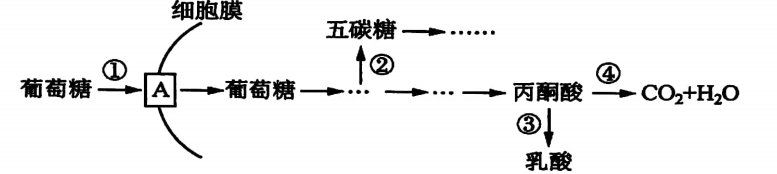 细胞膜
五碳糖 ……
① ②
葡萄糖 A 葡萄糖 … … 丙酮酸 ④ CO₂+H₂O
③
乳酸